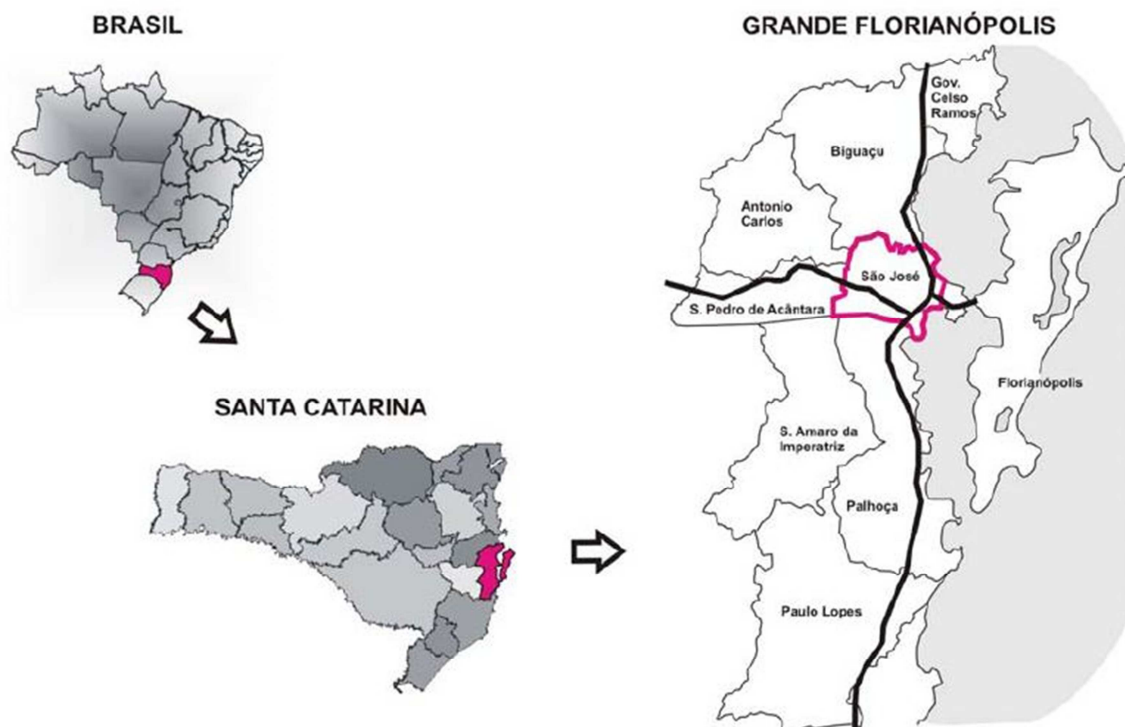 BRASIL
GRANDE FLORIANÓPOLIS
Gov.
Celso
Ramos
Biguaçu
Antonio
Carlos
São José
S. Pedro de Acântara
Florianópolis
SANTA CATARINA
S. Amaro da
Imperatriz
Palhoça
Paulo Lopes